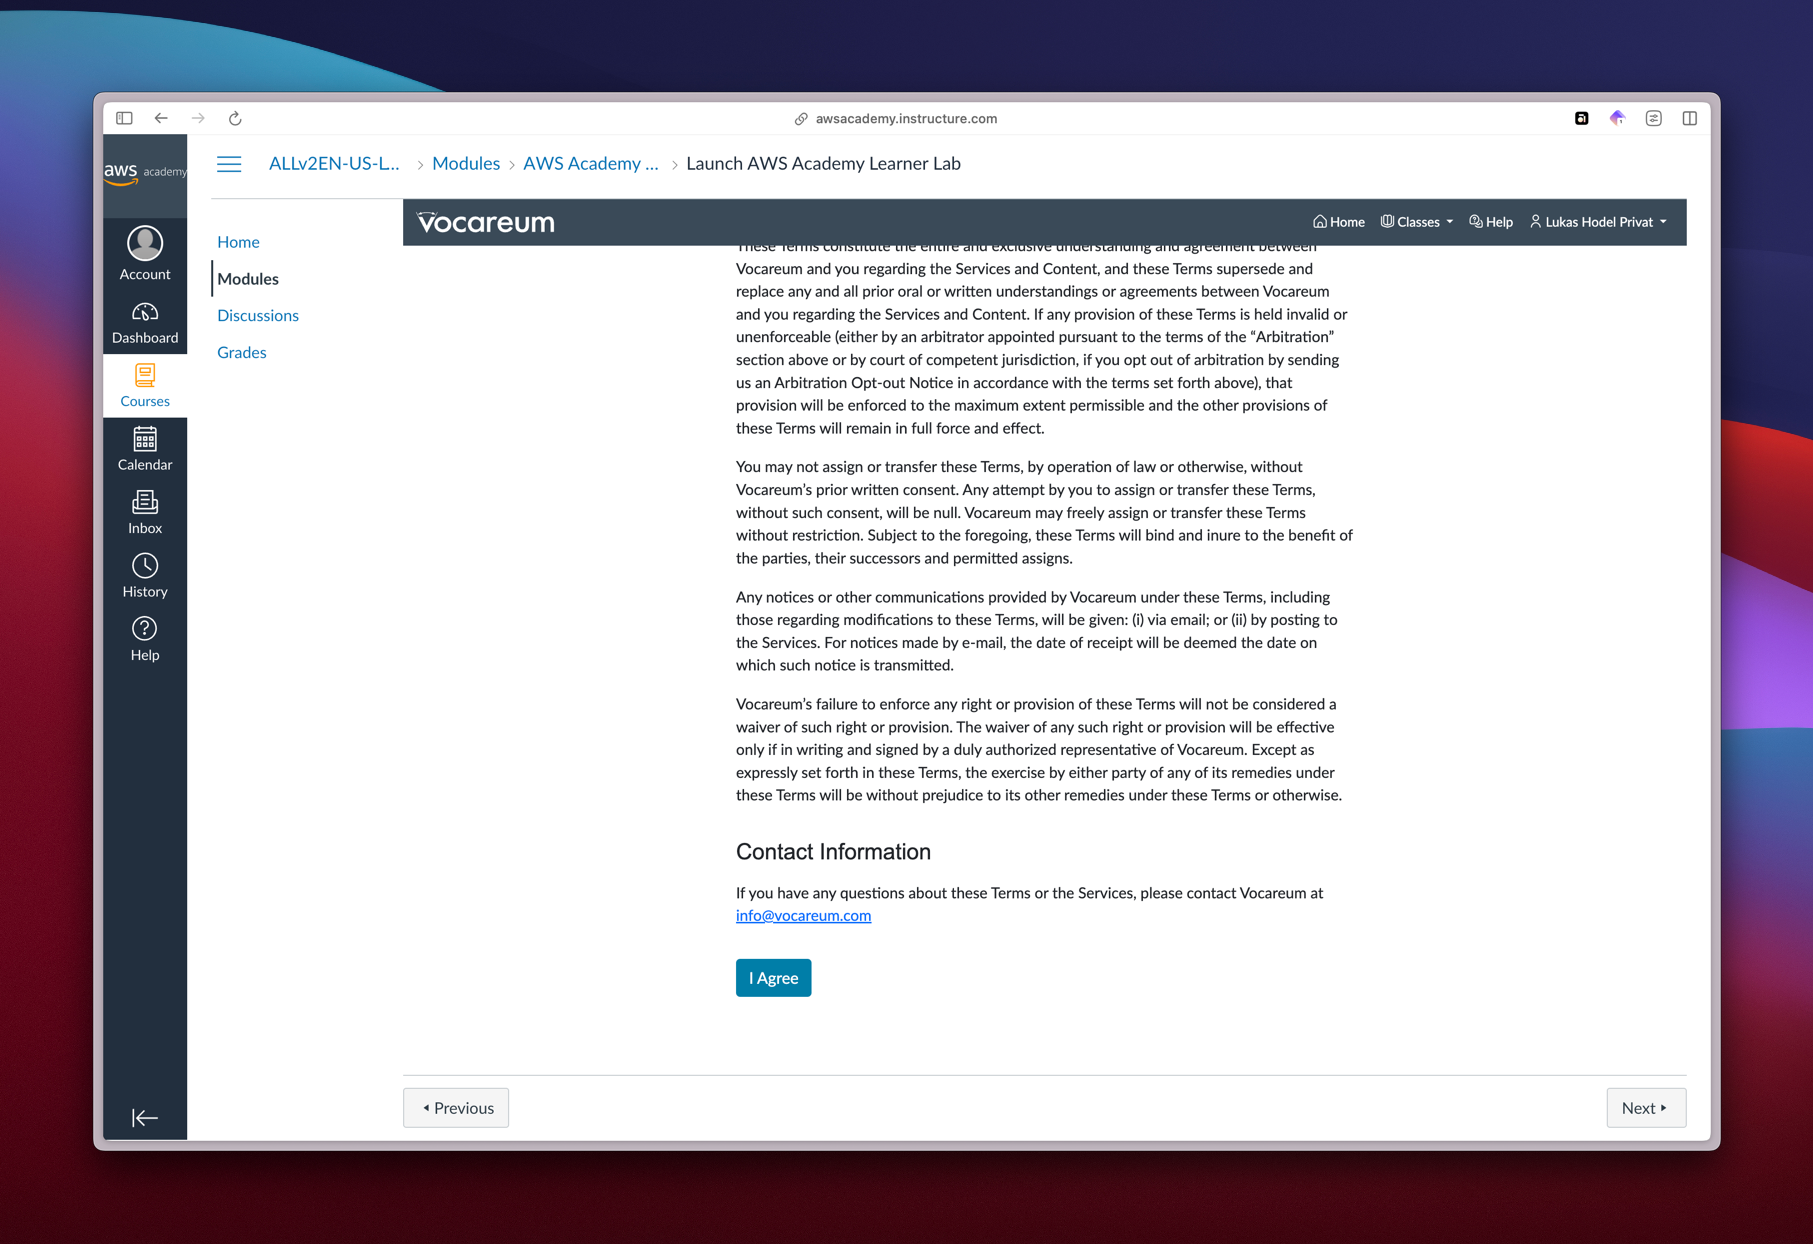 awsacademy.instructure.com
aws academy
ALLv2EN-US-L... > Modules > AWS Academy ... > Launch AWS Academy Learner Lab
Account
Dashboard
Courses
Calendar
Inbox
History
Help
Home
Modules
Discussions
Grades
Vocareum
Home
Classes
Help
Lukas Hodel Privat
These Terms constitute the entire and exclusive understanding and agreement between
Vocareum and you regarding the Services and Content, and these Terms supersede and
replace any and all prior oral or written understandings or agreements between Vocareum
and you regarding the Services and Content. If any provision of these Terms is held invalid or
unenforceable (either by an arbitrator appointed pursuant to the terms of the “Arbitration”
section above or by court of competent jurisdiction, if you opt out of arbitration by sending
us an Arbitration Opt-out Notice in accordance with the terms set forth above), that
provision will be enforced to the maximum extent permissible and the other provisions of
these Terms will remain in full force and effect.
You may not assign or transfer these Terms, by operation of law or otherwise, without
Vocareum’s prior written consent. Any attempt by you to assign or transfer these Terms,
without such consent, will be null. Vocareum may freely assign or transfer these Terms
without restriction. Subject to the foregoing, these Terms will bind and inure to the benefit of
the parties, their successors and permitted assigns.
Any notices or other communications provided by Vocareum under these Terms, including
those regarding modifications to these Terms, will be given: (i) via email; or (ii) by posting to
the Services. For notices made by e-mail, the date of receipt will be deemed the date on
which such notice is transmitted.
Vocareum’s failure to enforce any right or provision of these Terms will not be considered a
waiver of such right or provision. The waiver of any such right or provision will be effective
only if in writing and signed by a duly authorized representative of Vocareum. Except as
expressly set forth in these Terms, the exercise by either party of any of its remedies under
these Terms will be without prejudice to its other remedies under these Terms or otherwise.
Contact Information
If you have any questions about these Terms or the Services, please contact Vocareum at
info@vocareum.com
I Agree
Previous
Next